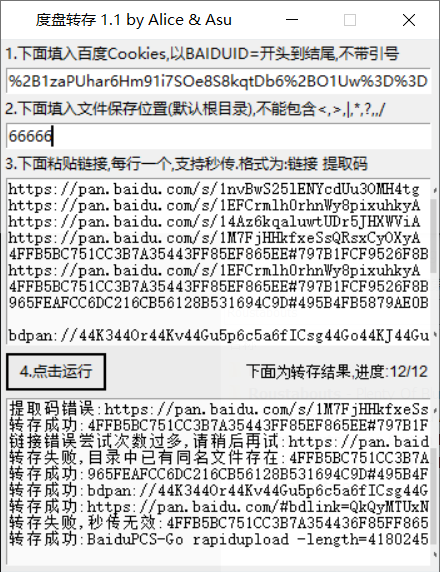 度盘转存 1.1 by Alice & Asu
1.下面填入百度Cookies,以BAIDUID=开头到结尾,不带引号
%2B1zaPUhar6Hm91i7SOe8S8kqtDb6%2BO1Uw%3D%3D
2.下面填入文件保存位置(默认根目录),不能包含<,>,|,*,?,,/
66666
3.下面粘贴链接,每行一个,支持秒传.格式为:链接 提取码
https://pan.baidu.com/s/1nvBwS25lENYcdUu3OMH4tg
https://pan.baidu.com/s/1EFCrmlh0rhnWy8pixuhkyA
https://pan.baidu.com/s/14Az6kqaluwtUDr5JHXWViA
https://pan.baidu.com/s/1M7FjHHkfxeSsQRsxCyOXyA
4FFB5BC751CC3B7A35443FF85EF865EE#797B1FCF9526F8B
https://pan.baidu.com/s/1EFCrmlh0rhnWy8pixuhkyA
4FFB5BC751CC3B7A35443FF85EF865EE#797B1FCF9526F8B
965FEAFCC6DC216CB56128B531694C9D#495B4FB5879AE0B
bdpan://44K344Or44Kv44Gu5p6c5a6fICsg44Go44KJ44Gu
4.点击运行
下面为转存结果,进度:12/12
提取码错误:https://pan.baidu.com/s/1M7FjHHkfxeSs
转存成功:4FFB5BC751CC3B7A35443FF85EF865EE#797B1F
链接错误尝试次数过多,请稍后再试:https://pan.baid
转存失败,目录中已有同名文件存在:4FFB5BC751CC3B7A
转存成功:965FEAFCC6DC216CB56128B531694C9D#495B4F
转存成功:bdpan://44K344Or44Kv44Gu5p6c5a6fICsg44G
转存成功:https://pan.baidu.com/#bdlink=QkQyMTUxN
转存失败,秒传无效:4FFB5BC751CC3B7A354436F85FF865
转存成功:BaiduPCS-Go rapidupload -length=4180245